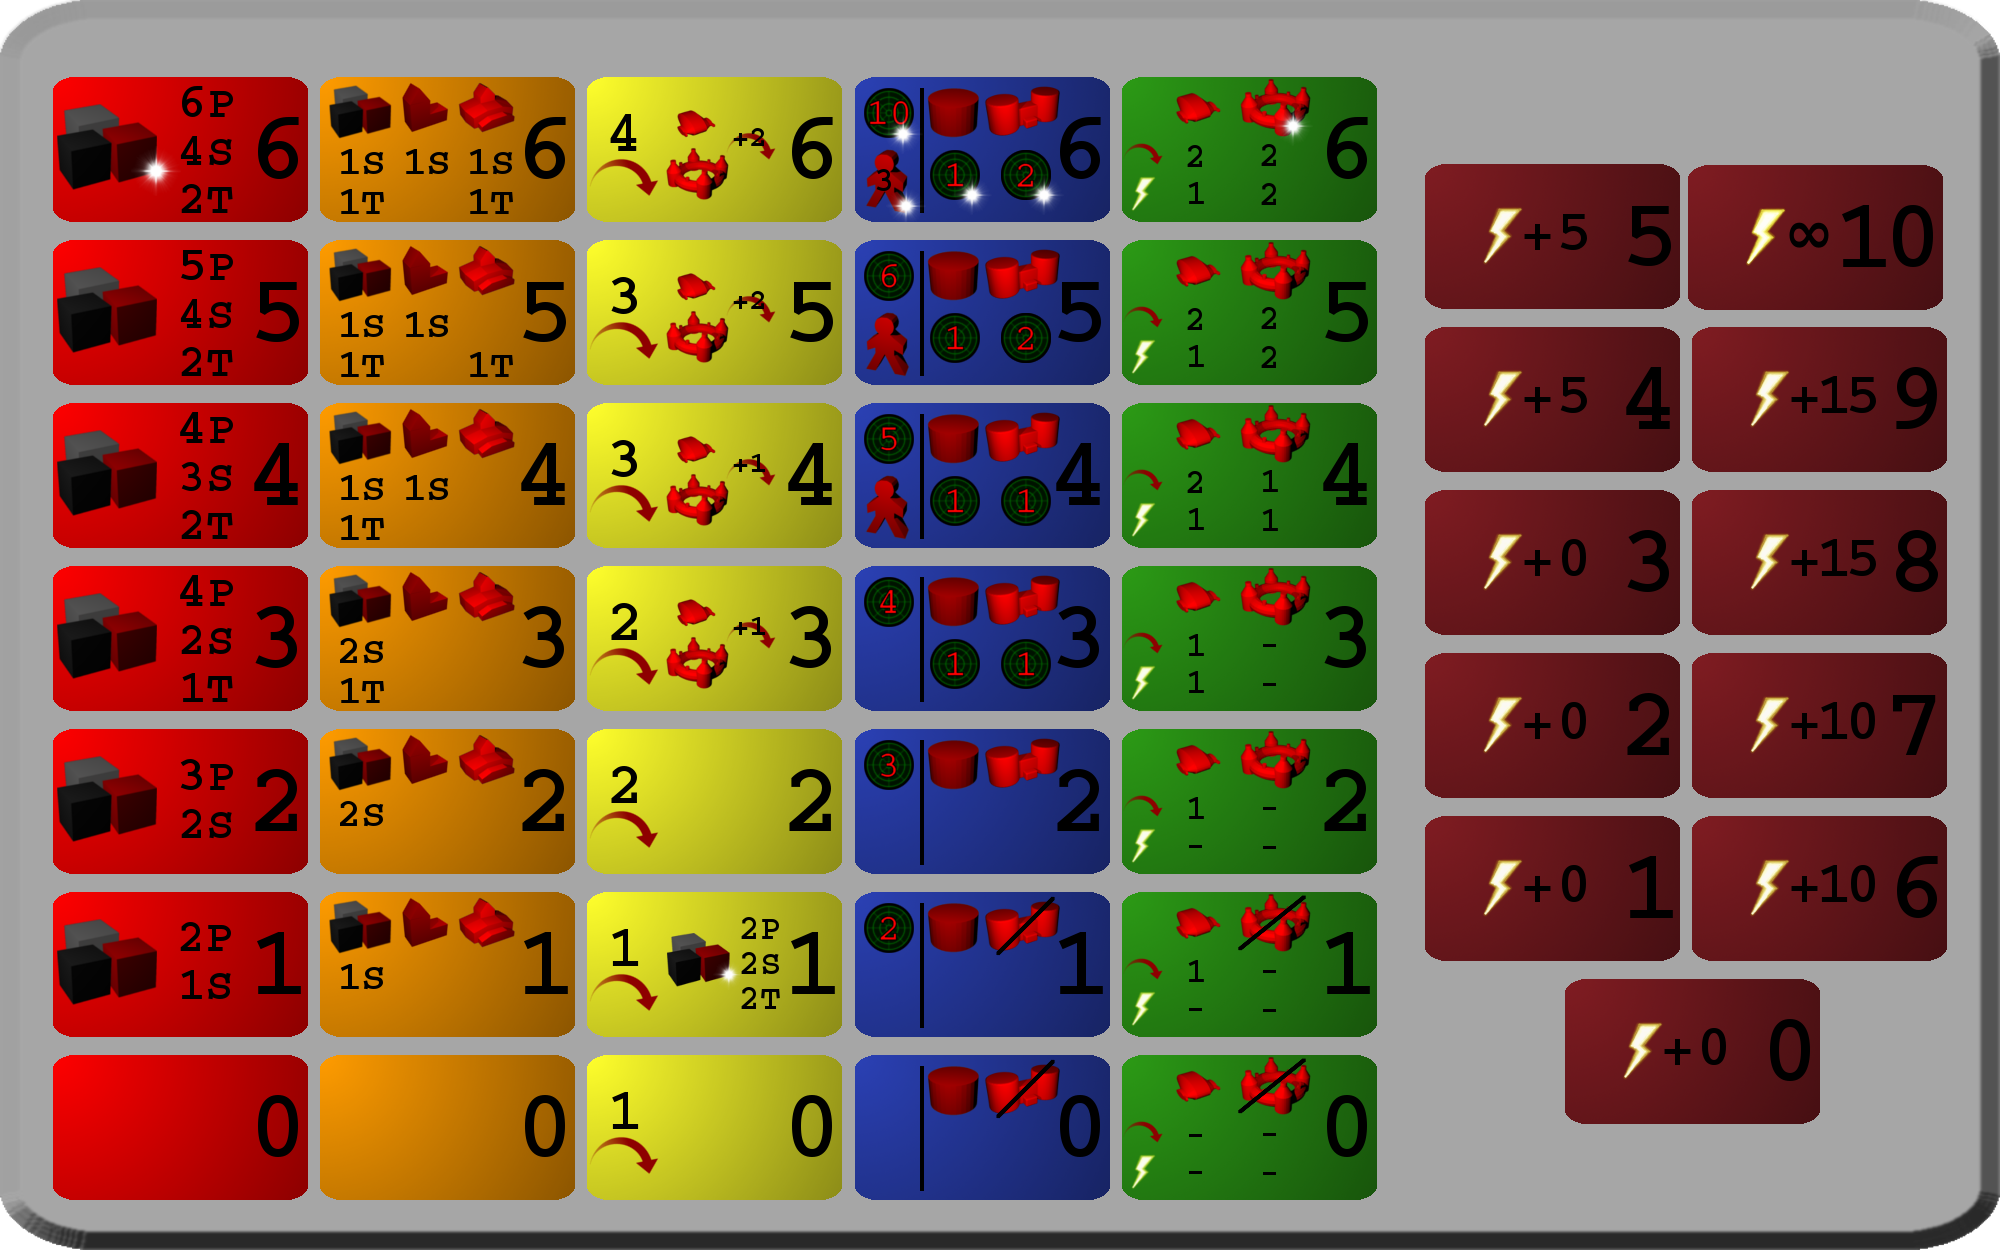 6P 4S 2T 6
1S 1S 1S 1T 1T 6
4 +2 6
10 3 1 2 6
2 2 1 2 6
5P 4S 2T 5
1S 1S 1T 1T 5
3 +2 5
6 1 2 5
2 2 1 2 5
4P 3S 2T 4
1S 1S 1T 4
3 +1 4
5 1 1 4
2 1 1 1 4
4P 2S 1T 3
2S 1T 3
2 +1 3
4 1 1 3
1 - 1 - 3
3P 2S 2
2S 2
2 2
3 2
1 - - - 2
2P 1S 1
1S 1
1 2P 2S 2T 1
2 1
1 - - - 1
0
0
1 0
0
- - - - 0
+5 5
∞ 10
+5 4
+15 9
+0 3
+15 8
+0 2
+10 7
+0 1
+10 6
+0 0